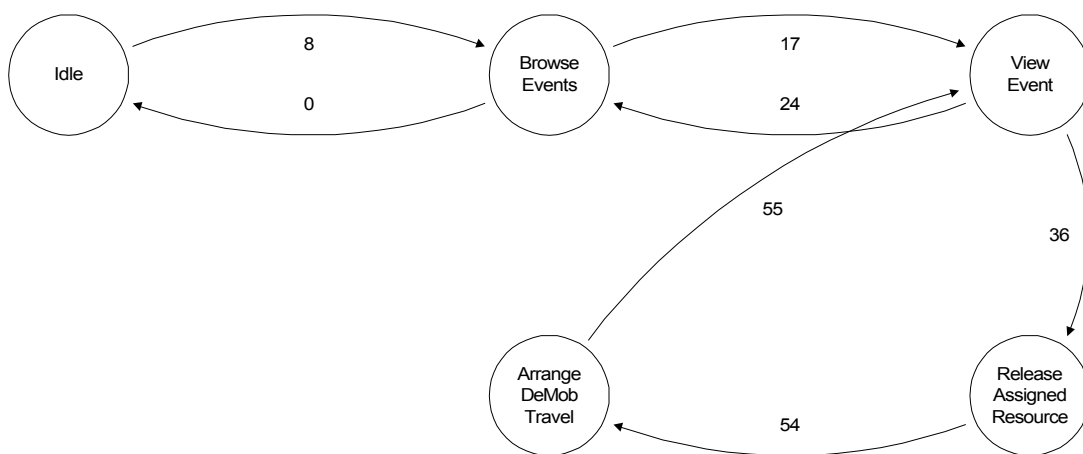 8
17
Idle
Browse
Events
View
Event
0
24
55
36
Arrange
DeMob
Travel
Release
Assigned
Resource
54